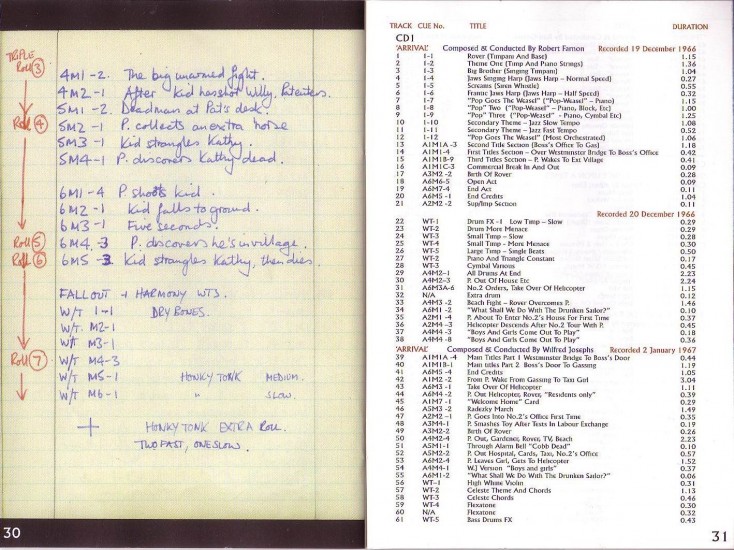 TRIPLE
Roll ③
4M1-2. The big unarmed fight.
4M2-1 After Kid has shot Willy. Patenters.
5M1-2. Deadman at Pat's desk.
Roll ④ 5M2-1 P. collects an extra horse
5M3-1 Kid strangles Kathy.
5M4-1 P. discovers Kathy dead.
6M1-4 P. shoots kid.
6M2-1 Kid falls to ground.
6M3-1 Five seconds.
Roll ⑤ 6M4.3 P. discovers he's in village.
Roll ⑥ 6M5-3 Kid strangles Kathy, then dies.
FALLOUT + HARMONY WTS.
W/T 1-1 DRY BONES.
W/T. M2-1
W/T M3-1
Roll ⑦ W/T M4-3
W/T M5-1 HONKY TONK MEDIUM.
W/T M6-1 " SLOW.
+ HONKY TONK EXTRA Roll.
TWO FAST, ONE SLOW.
30
TRACK CUE No. TITLE DURATION
CD1
'ARRIVAL' Composed & Conducted By Robert Farnon Recorded 19 December 1966
1 1-1 Rover (Timpani And Base) 1.15
2 1-2 Theme One (Timp And Piano Strings) 1.36
3 1-3 Big Brother (Singing Timpani) 1.04
4 1-4 Jaws Singing Harp (Jaws Harp - Normal Speed) 0.27
5 1-5 Screams (Siren Whistle) 0.55
6 1-6 Frantic Jaws Harp (Jaws Harp - Half Speed) 0.32
7 1-7 "Pop Goes The Weasel" ("Pop-Weasel" - Piano) 1.15
8 1-8 "Pop" Two ("Pop-Weasel" - Piano, Block, Etc) 1.00
9 1-9 "Pop" Three ("Pop-Weasel" - Piano, Cymbal Etc) 1.25
10 1-10 Secondary Theme - Jazz Slow Tempo 1.08
11 1-11 Secondary Theme - Jazz Fast Tempo 0.52
12 1-12 "Pop Goes The Weasel" (Most Orchestrated) 1.06
13 A1M1A-3 Second Title Section (Boss's Office To Gas) 1.18
14 A1M1-4 First Titles Section - Over Westminster Bridge To Boss's Office 0.42
15 A1M1B-9 Third Titles Section - P. Wakes To Ext Village 0.41
16 A1M1C-3 Commercial Break In And Out 0.09
17 A3M2 -2 Birth Of Rover 0.28
18 A6M6-5 Open Act 0.09
19 A6M7-4 End Act 0.11
20 A6M5 -1 End Credits 1.04
21 A2M2 -2 Sup/Imp Section 0.11
Recorded 20 December 1966
22 WT-1 Drum FX -1 Low Timp - Slow 0.29
23 WT-2 Drum More Menace 0.29
24 WT-3 Small Timp - Slow 0.28
25 WT-4 Small Timp - More Menace 0.30
26 WT-6 Large Timp - Single Beats 0.50
27 WT-2 Piano And Triangle Constant 0.17
28 WT-3 Cymbal Various 0.45
29 A4M2-1 All Drums At End 2.23
30 A4M2-3 P. Out Of House Etc 2.24
31 A6M3A-6 No.2 Orders, Take Over Of Helicopter 1.15
32 N/A Extra drum 0.12
33 A4M3 -2 Beach Fight - Rover Overcomes P. 1.46
34 A6M1 -2 "What Shall We Do With The Drunken Sailor?" 0.10
35 A2M1 -4 P. About To Enter No.2's House For First Time 0.37
36 A2M4 -3 Helicopter Descends After No.2 Tour With P. 0.45
37 A4M4 -3 "Boys And Girls Come Out To Play" 0.18
38 A4M4 -8 "Boys And Girls Come Out To Play" 0.36
'ARRIVAL' Composed & Conducted By Wilfred Josephs Recorded 2 January 1967
39 A1M1A -4 Main Titles Part 1 Westminster Bridge To Boss's Door 0.44
40 A1M1B-1 Main titles Part 2 Boss's Door To Gassing 1.19
41 A6M5 -4 End Credits 1.05
42 A1M2 -2 From P. Wake From Gassing To Taxi Girl 3.04
43 A6M3-1 Take Over Of Helicopter 1.11
44 A6M4 -2 P. Out Helicopter, Rover, "Residents only" 0.39
45 A1M7 -1 "Welcome Home" Card 0.29
46 A5M3 -2 Radetzky March 1.49
47 A2M2 -1 P. Goes Into No.2's Office First Time 0.35
48 A3M4-1 P. Smashes Toy After Tests In Labour Exchange 0.19
49 A3M2-2 Birth Of Rover 0.26
50 A4M2-4 P. Out, Gardener, Rover, TV, Beach 2.23
51 A5M1-1 Through Alarm Bell "Cobb Dead" 0.10
52 A5M2-2 P. Out Hospital, Cards, Taxi, No.2's Office 0.57
53 A6M2-4 P. Leaves Girl, Gets To Helicopter 1.52
54 A4M4-1 W.J Version "Boys and girls" 0.37
55 A6M1-2 "What Shall We Do With The Drunken Sailor?" 0.06
56 WT-1 High Whine Violin 0.31
57 WT-2 Celeste Theme And Chords 1.13
58 WT-3 Celeste Chords 0.46
59 WT-4 Flexatone 0.30
60 N/A Flexatone 0.32
61 WT-5 Bass Drums FX 0.43
31